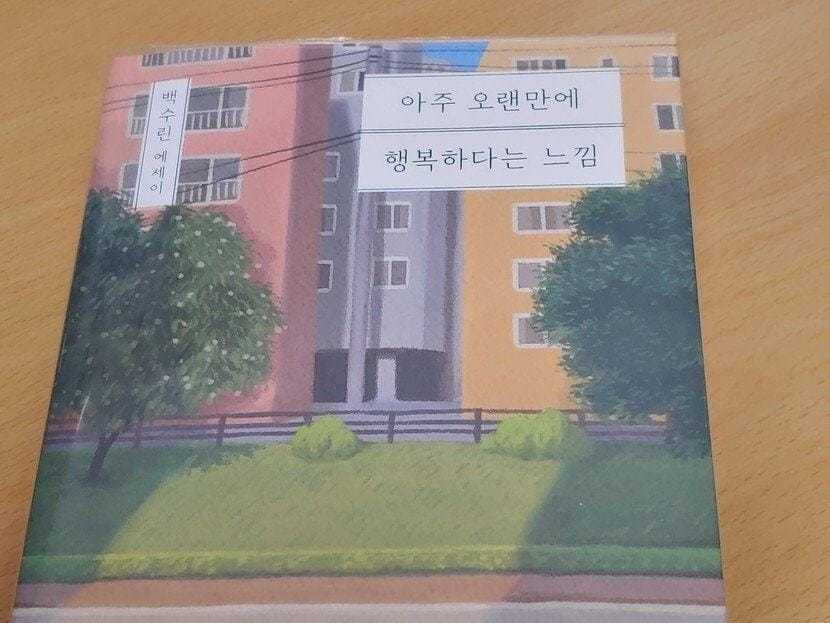 아주 오랜만에
행복하다는 느낌
백수린 에세이